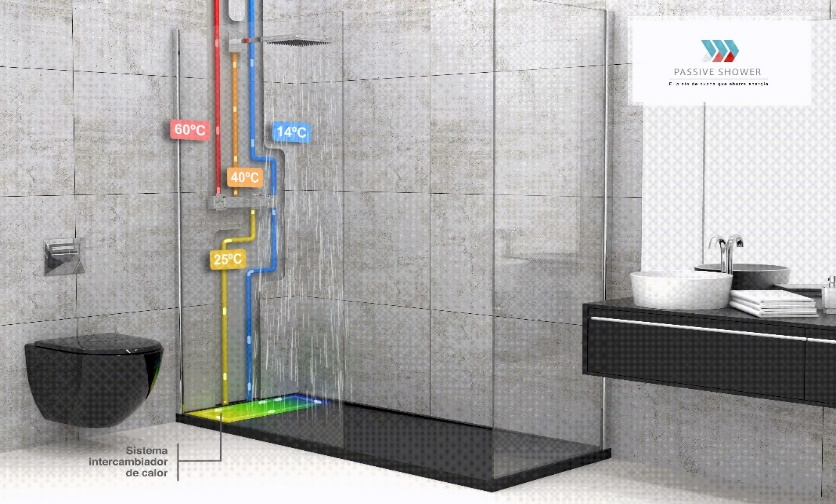 PASSIVE SHOWER
60ºC
14ºC
40ºC
25ºC
Sistema
intercambiador
de calor